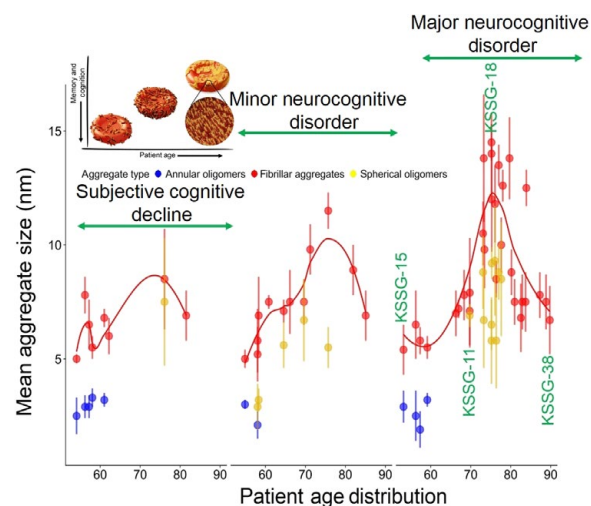 Major neurocognitive
disorder
Memory and
cognition
Patient age
Minor neurocognitive
disorder
Aggregate type Annular oligomers Fibrillar aggregates Spherical oligomers
Subjective cognitive
decline
KSSG-18
KSSG-15
KSSG-11
KSSG-38
Mean aggregate size (nm)
15
10
5
60 70 80 90 60 70 80 90 60 70 80 90
Patient age distribution